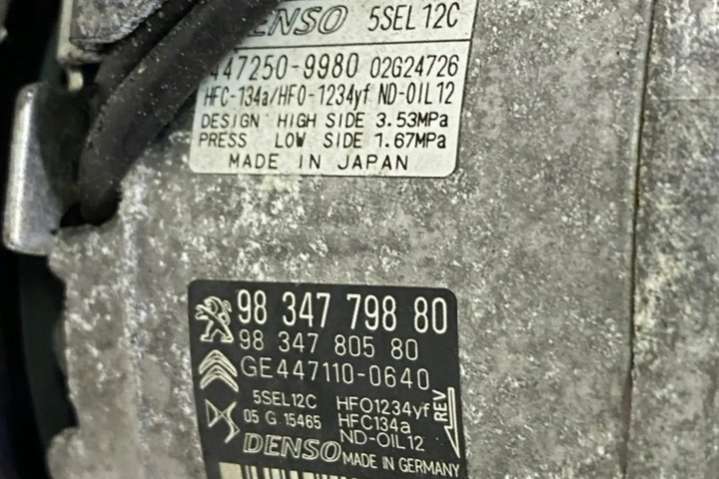 DENSO 5SEL12C
447250-9980 02G24726
HFC-134a/HFO-1234yf ND-OIL12
DESIGN HIGH SIDE 3.53MPa
PRESS LOW SIDE 1.67MPa
MADE IN JAPAN
98 347 798 80
98 347 805 80
GE447110-0640
5SEL12C HFO1234yf
05 G 15465 HFC134a
ND-OIL12
REV
DENSO MADE IN GERMANY